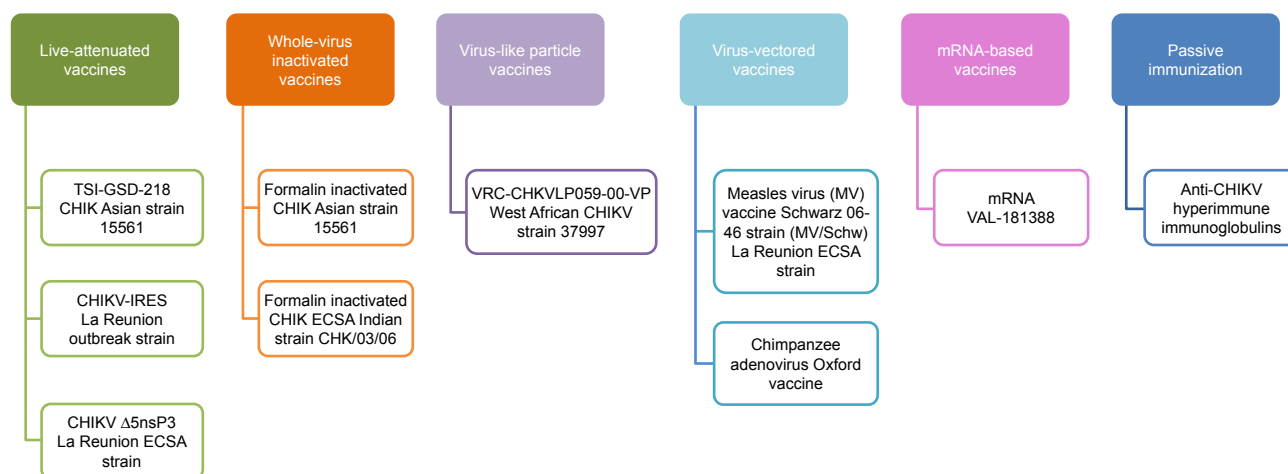 Live-attenuated
vaccines
TSI-GSD-218
CHIK Asian strain
15561
CHIKV-IRES
La Reunion
outbreak strain
CHIKV Δ5nsP3
La Reunion ECSA
strain
Whole-virus
inactivated
vaccines
Formalin inactivated
CHIK Asian strain
15561
Formalin inactivated
CHIK ECSA Indian
strain CHK/03/06
Virus-like particle
vaccines
VRC-CHKVLP059-00-VP
West African CHIKV
strain 37997
Virus-vectored
vaccines
Measles virus (MV)
vaccine Schwarz 06-
46 strain (MV/Schw)
La Reunion ECSA
strain
Chimpanzee
adenovirus Oxford
vaccine
mRNA-based
vaccines
mRNA
VAL-181388
Passive
immunization
Anti-CHIKV
hyperimmune
immunoglobulins